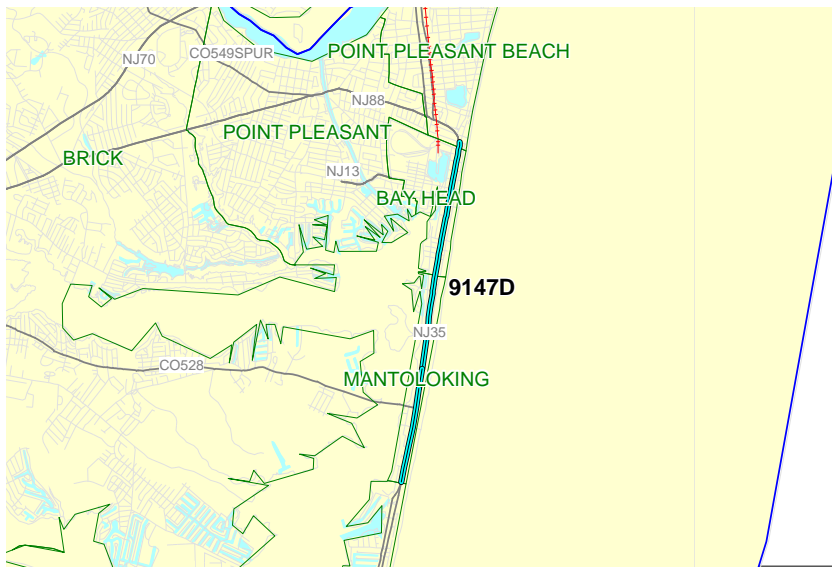 POINT PLEASANT BEACH
CO549SPUR
NJ70
NJ88
POINT PLEASANT
BRICK
NJ13
BAY HEAD
9147D
NJ35
CO528
MANTOLOKING